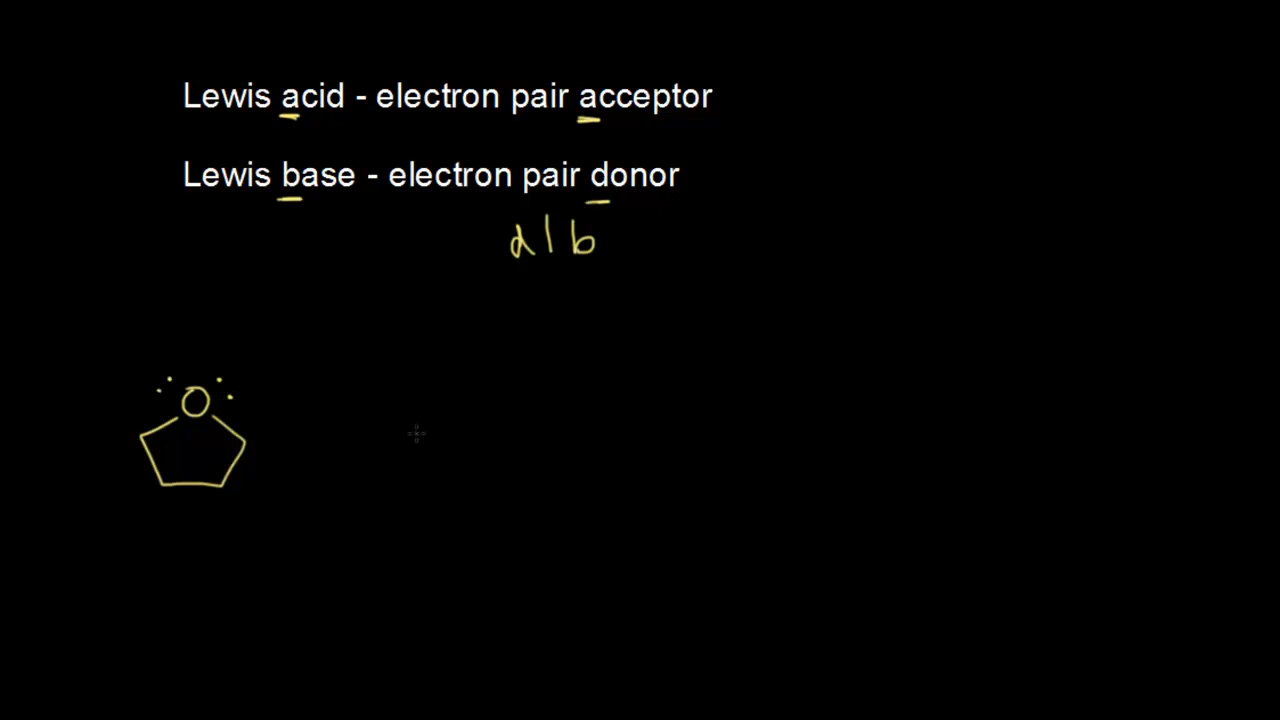 Lewis acid - electron pair acceptor
Lewis base - electron pair donor
d | b
O